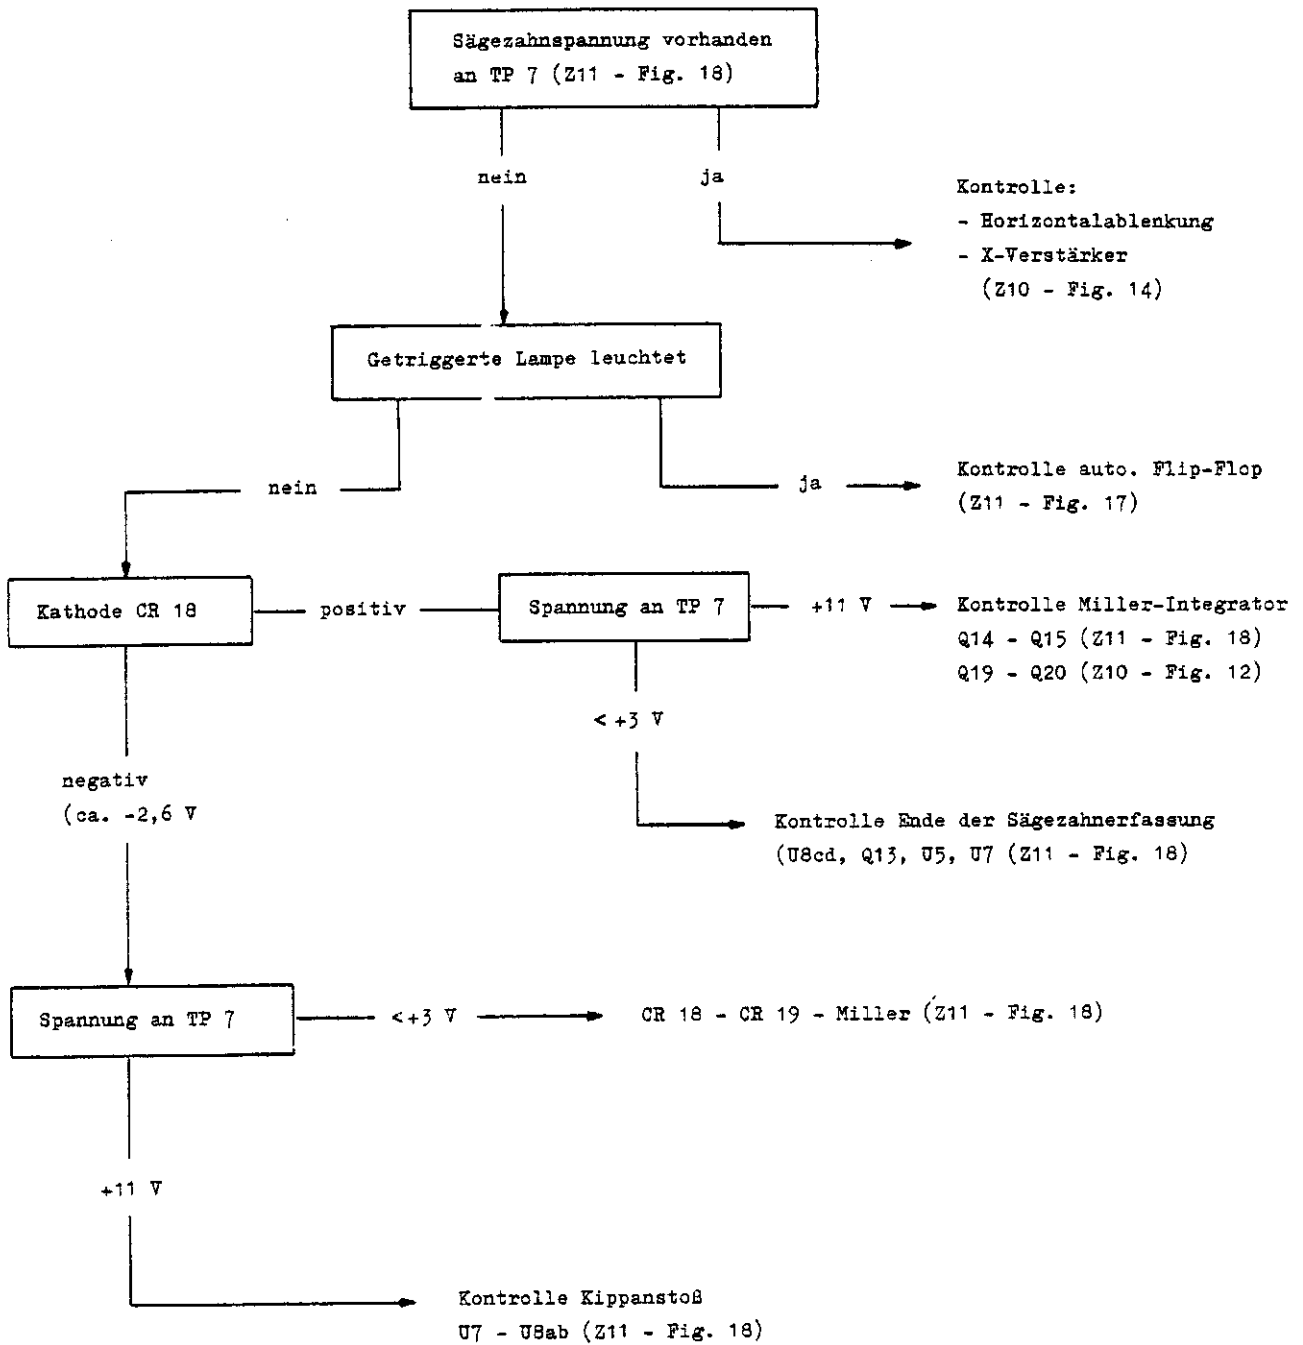 Sägezahnspannung vorhanden
an TP 7 (Z11 - Fig. 18)
nein
ja
Kontrolle:
- Horizontalablenkung
- X-Verstärker
(Z10 - Fig. 14)
Getriggerte Lampe leuchtet
nein
ja
Kontrolle auto. Flip-Flop
(Z11 - Fig. 17)
Kathode CR 18
positiv
Spannung an TP 7
+11 V
Kontrolle Miller-Integrator
Q14 - Q15 (Z11 - Fig. 18)
Q19 - Q20 (Z10 - Fig. 12)
< +3 V
negativ
(ca. -2,6 V
Kontrolle Ende der Sägezahnerfassung
(U8cd, Q13, U5, U7 (Z11 - Fig. 18)
Spannung an TP 7
<+3 V
CR 18 - CR 19 - Miller (Z11 - Fig. 18)
+11 V
Kontrolle Kippanstoß
U7 - U8ab (Z11 - Fig. 18)